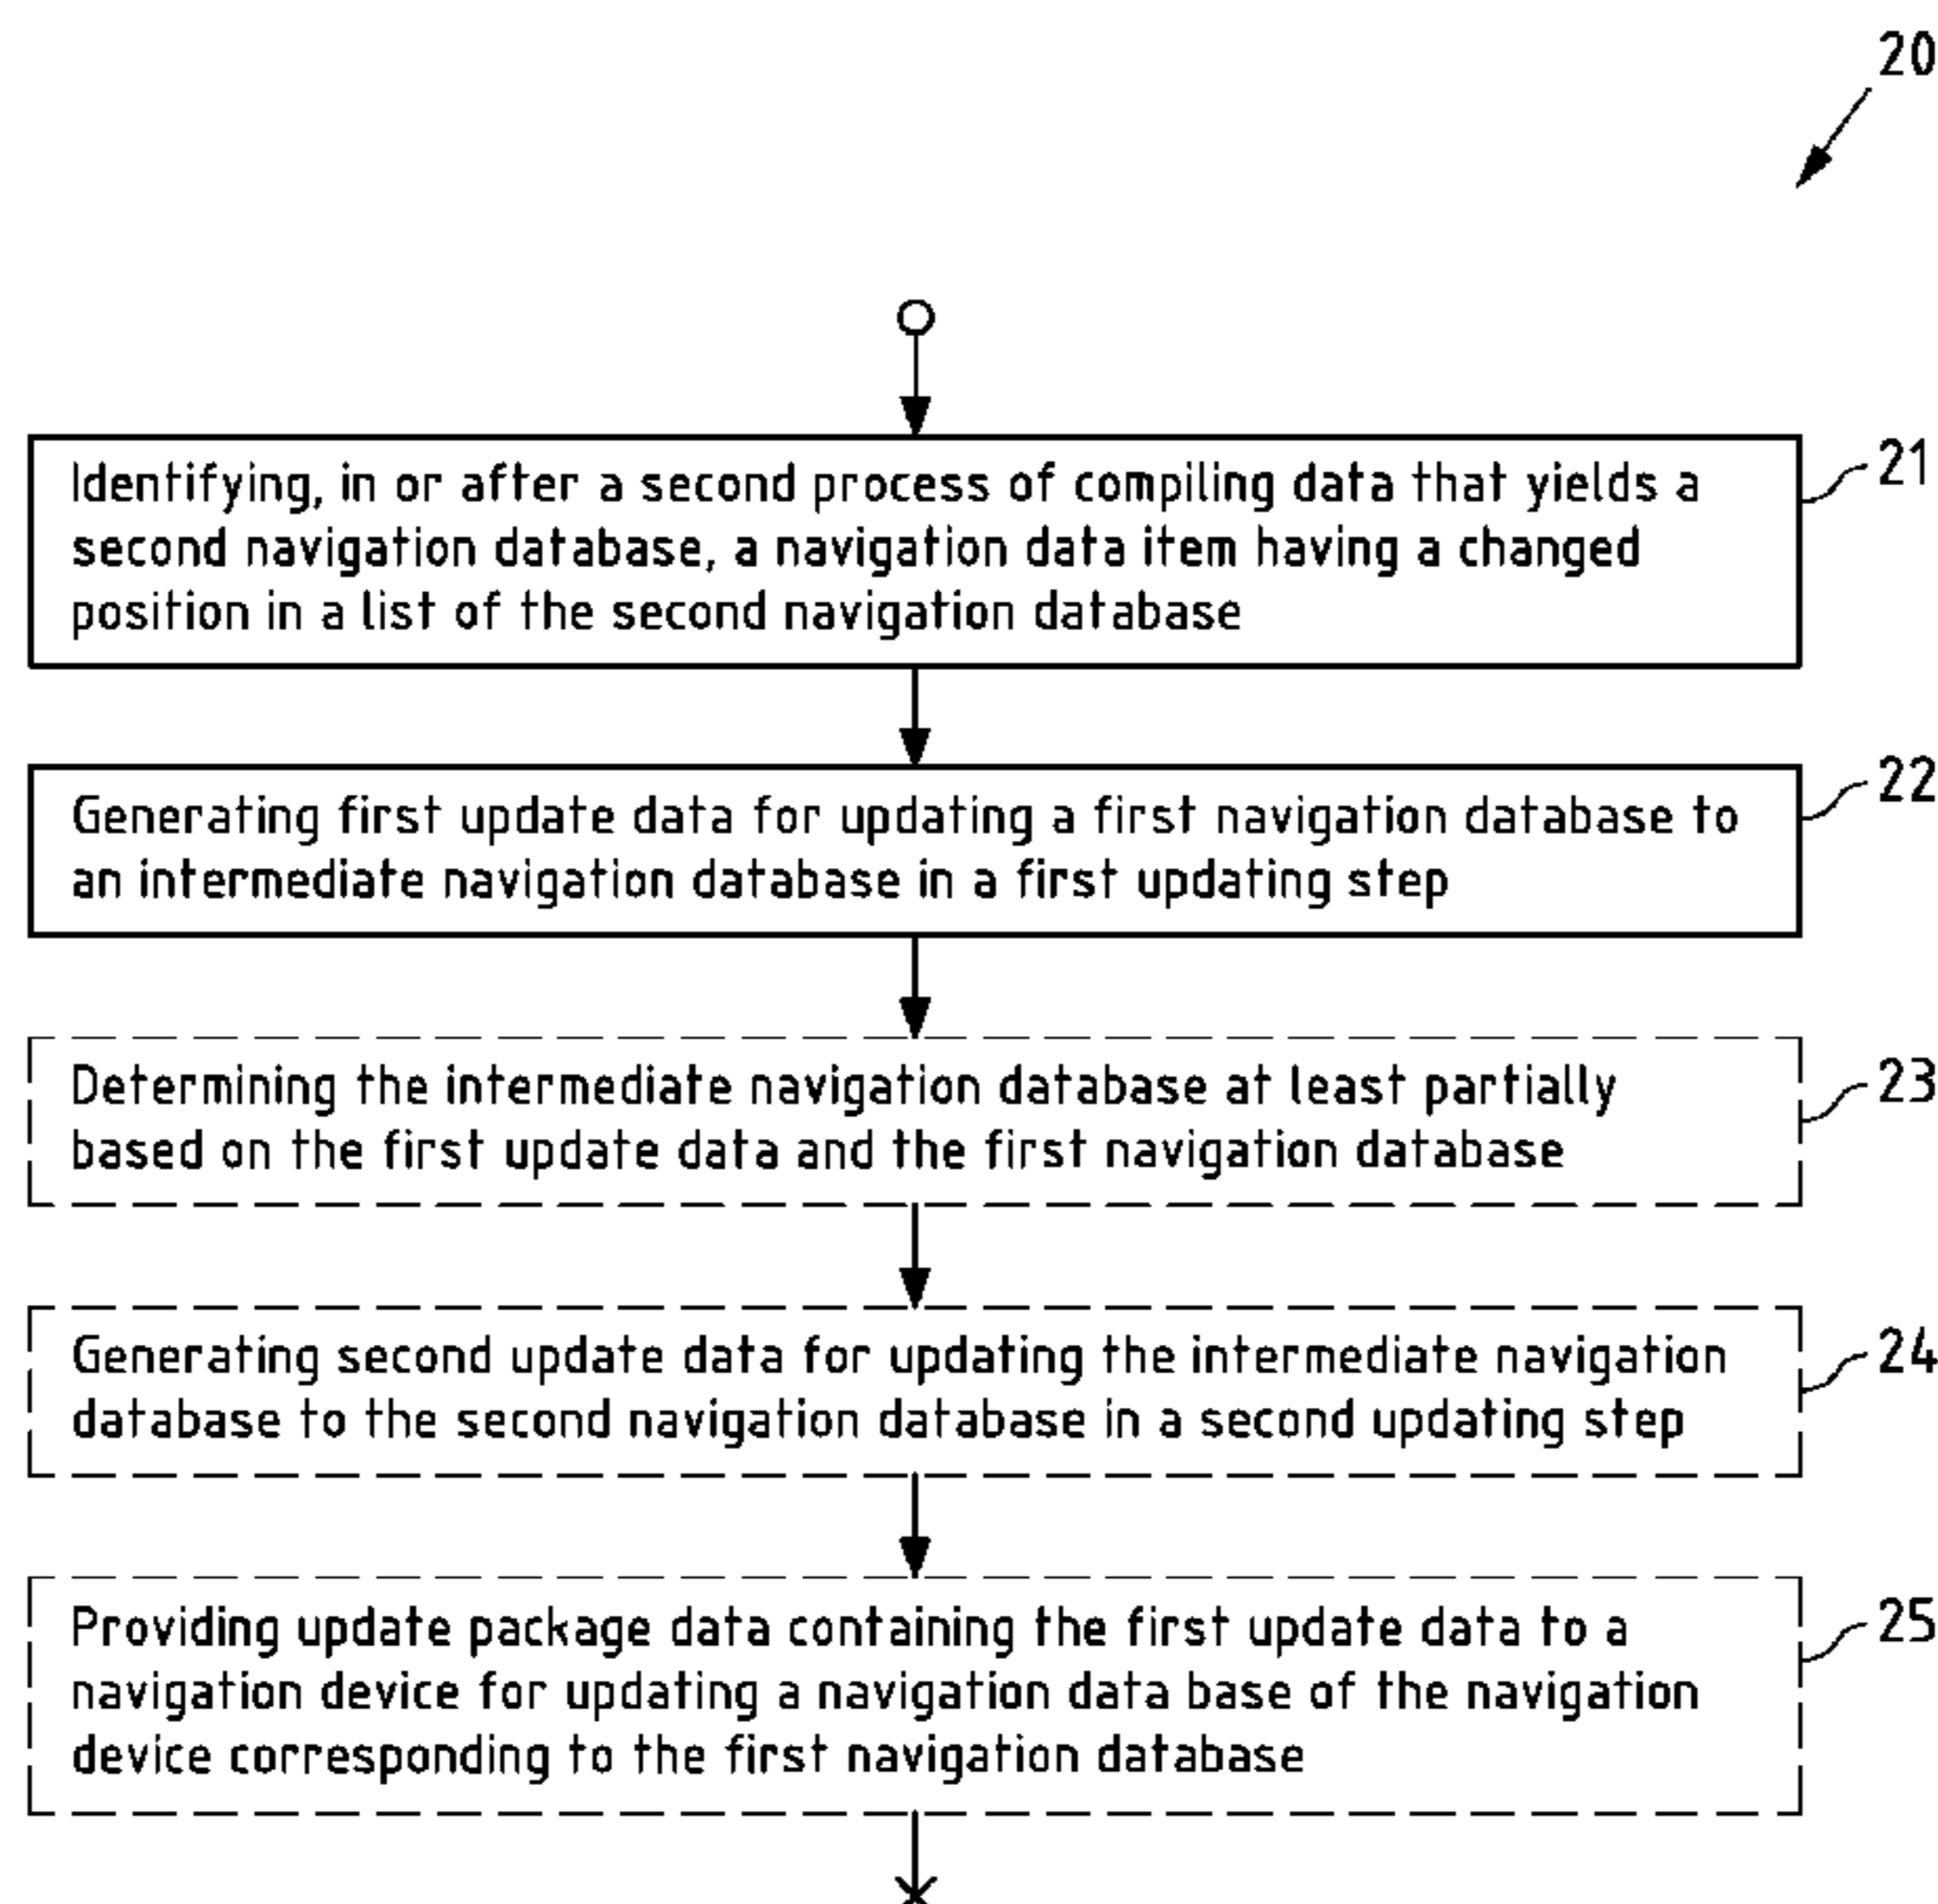 20
Identifying, in or after a second process of compiling data that yields a
second navigation database, a navigation data item having a changed
position in a list of the second navigation database
21
Generating first update data for updating a first navigation database to
an intermediate navigation database in a first updating step
22
Determining the intermediate navigation database at least partially
based on the first update data and the first navigation database
23
Generating second update data for updating the intermediate navigation
database to the second navigation database in a second updating step
24
Providing update package data containing the first update data to a
navigation device for updating a navigation data base of the navigation
device corresponding to the first navigation database
25